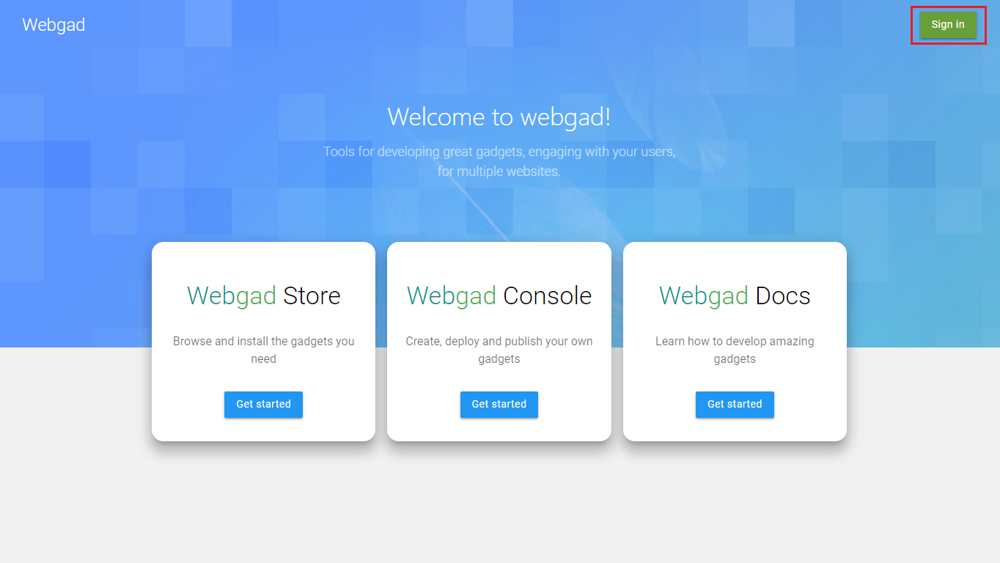 Webgad
Sign in
Welcome to webgad!
Tools for developing great gadgets, engaging with your users,
for multiple websites.
Webgad Store
Browse and install the gadgets you
need
Get started
Webgad Console
Create, deploy and publish your own
gadgets
Get started
Webgad Docs
Learn how to develop amazing
gadgets
Get started